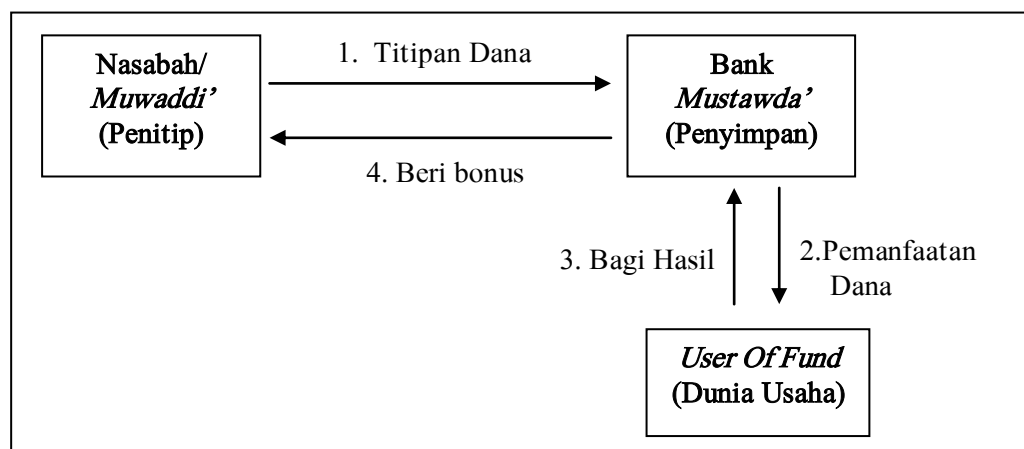 Nasabah/
Muwaddi’
(Penitip)
1. Titipan Dana
Bank
Mustawda’
(Penyimpan)
4. Beri bonus
3. Bagi Hasil
2.Pemanfaatan
Dana
User Of Fund
(Dunia Usaha)